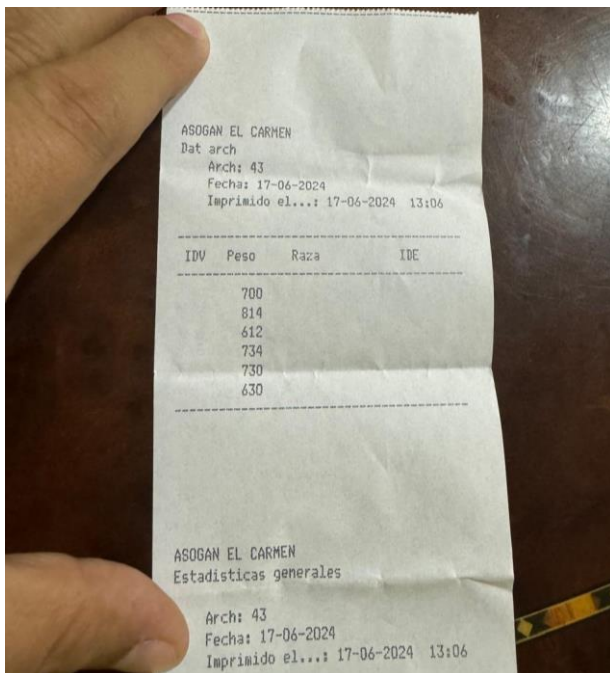 ASOGAN EL CARMEN
Dat arch
Arch: 43
Fecha: 17-06-2024
Imprimido el...: 17-06-2024 13:06
IDV Peso Raza IDE
700
814
612
734
730
630
ASOGAN EL CARMEN
Estadisticas generales
Arch: 43
Fecha: 17-06-2024
Imprimido el...: 17-06-2024 13:06